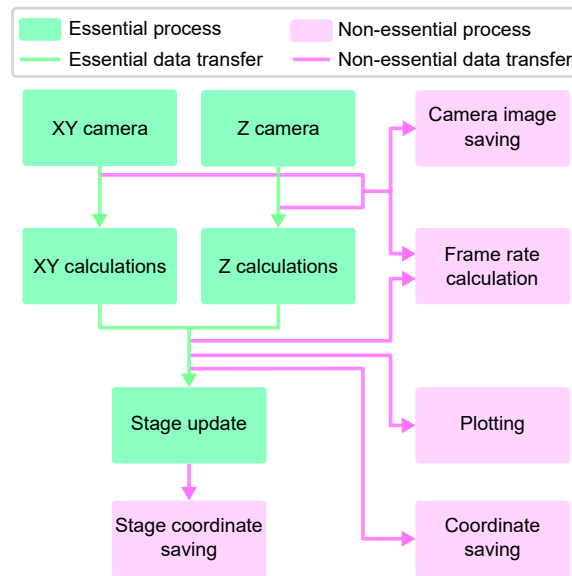 Essential process
Non-essential process
Essential data transfer
Non-essential data transfer
XY camera
Z camera
Camera image
saving
XY calculations
Z calculations
Frame rate
calculation
Stage update
Plotting
Stage coordinate
saving
Coordinate
saving